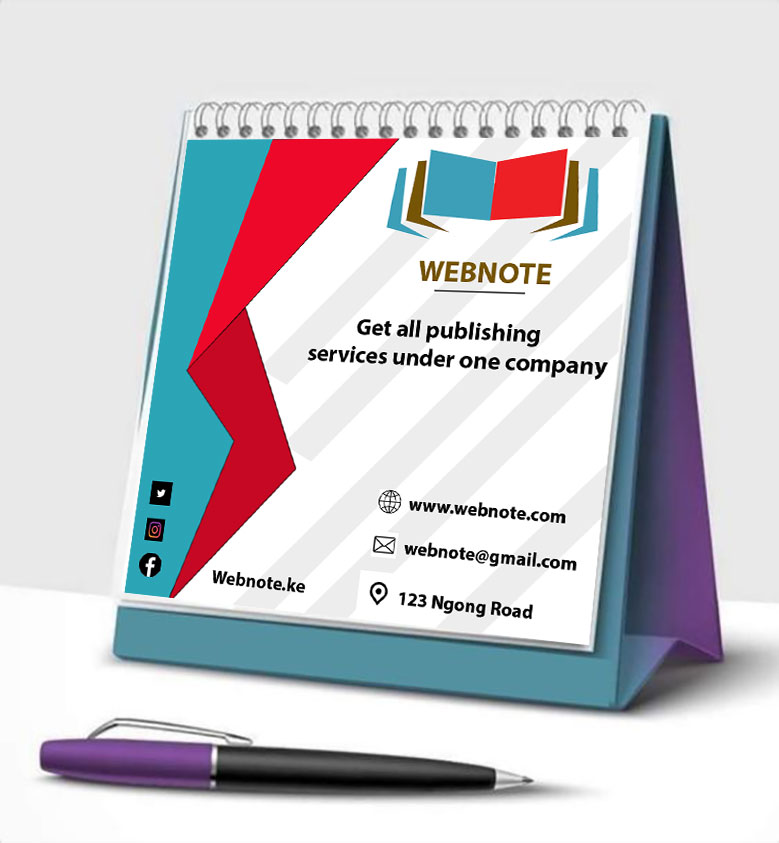 WEBNOTE
Get all publishing
services under one company
www.webnote.com
webnote@gmail.com
Webnote.ke
123 Ngong Road